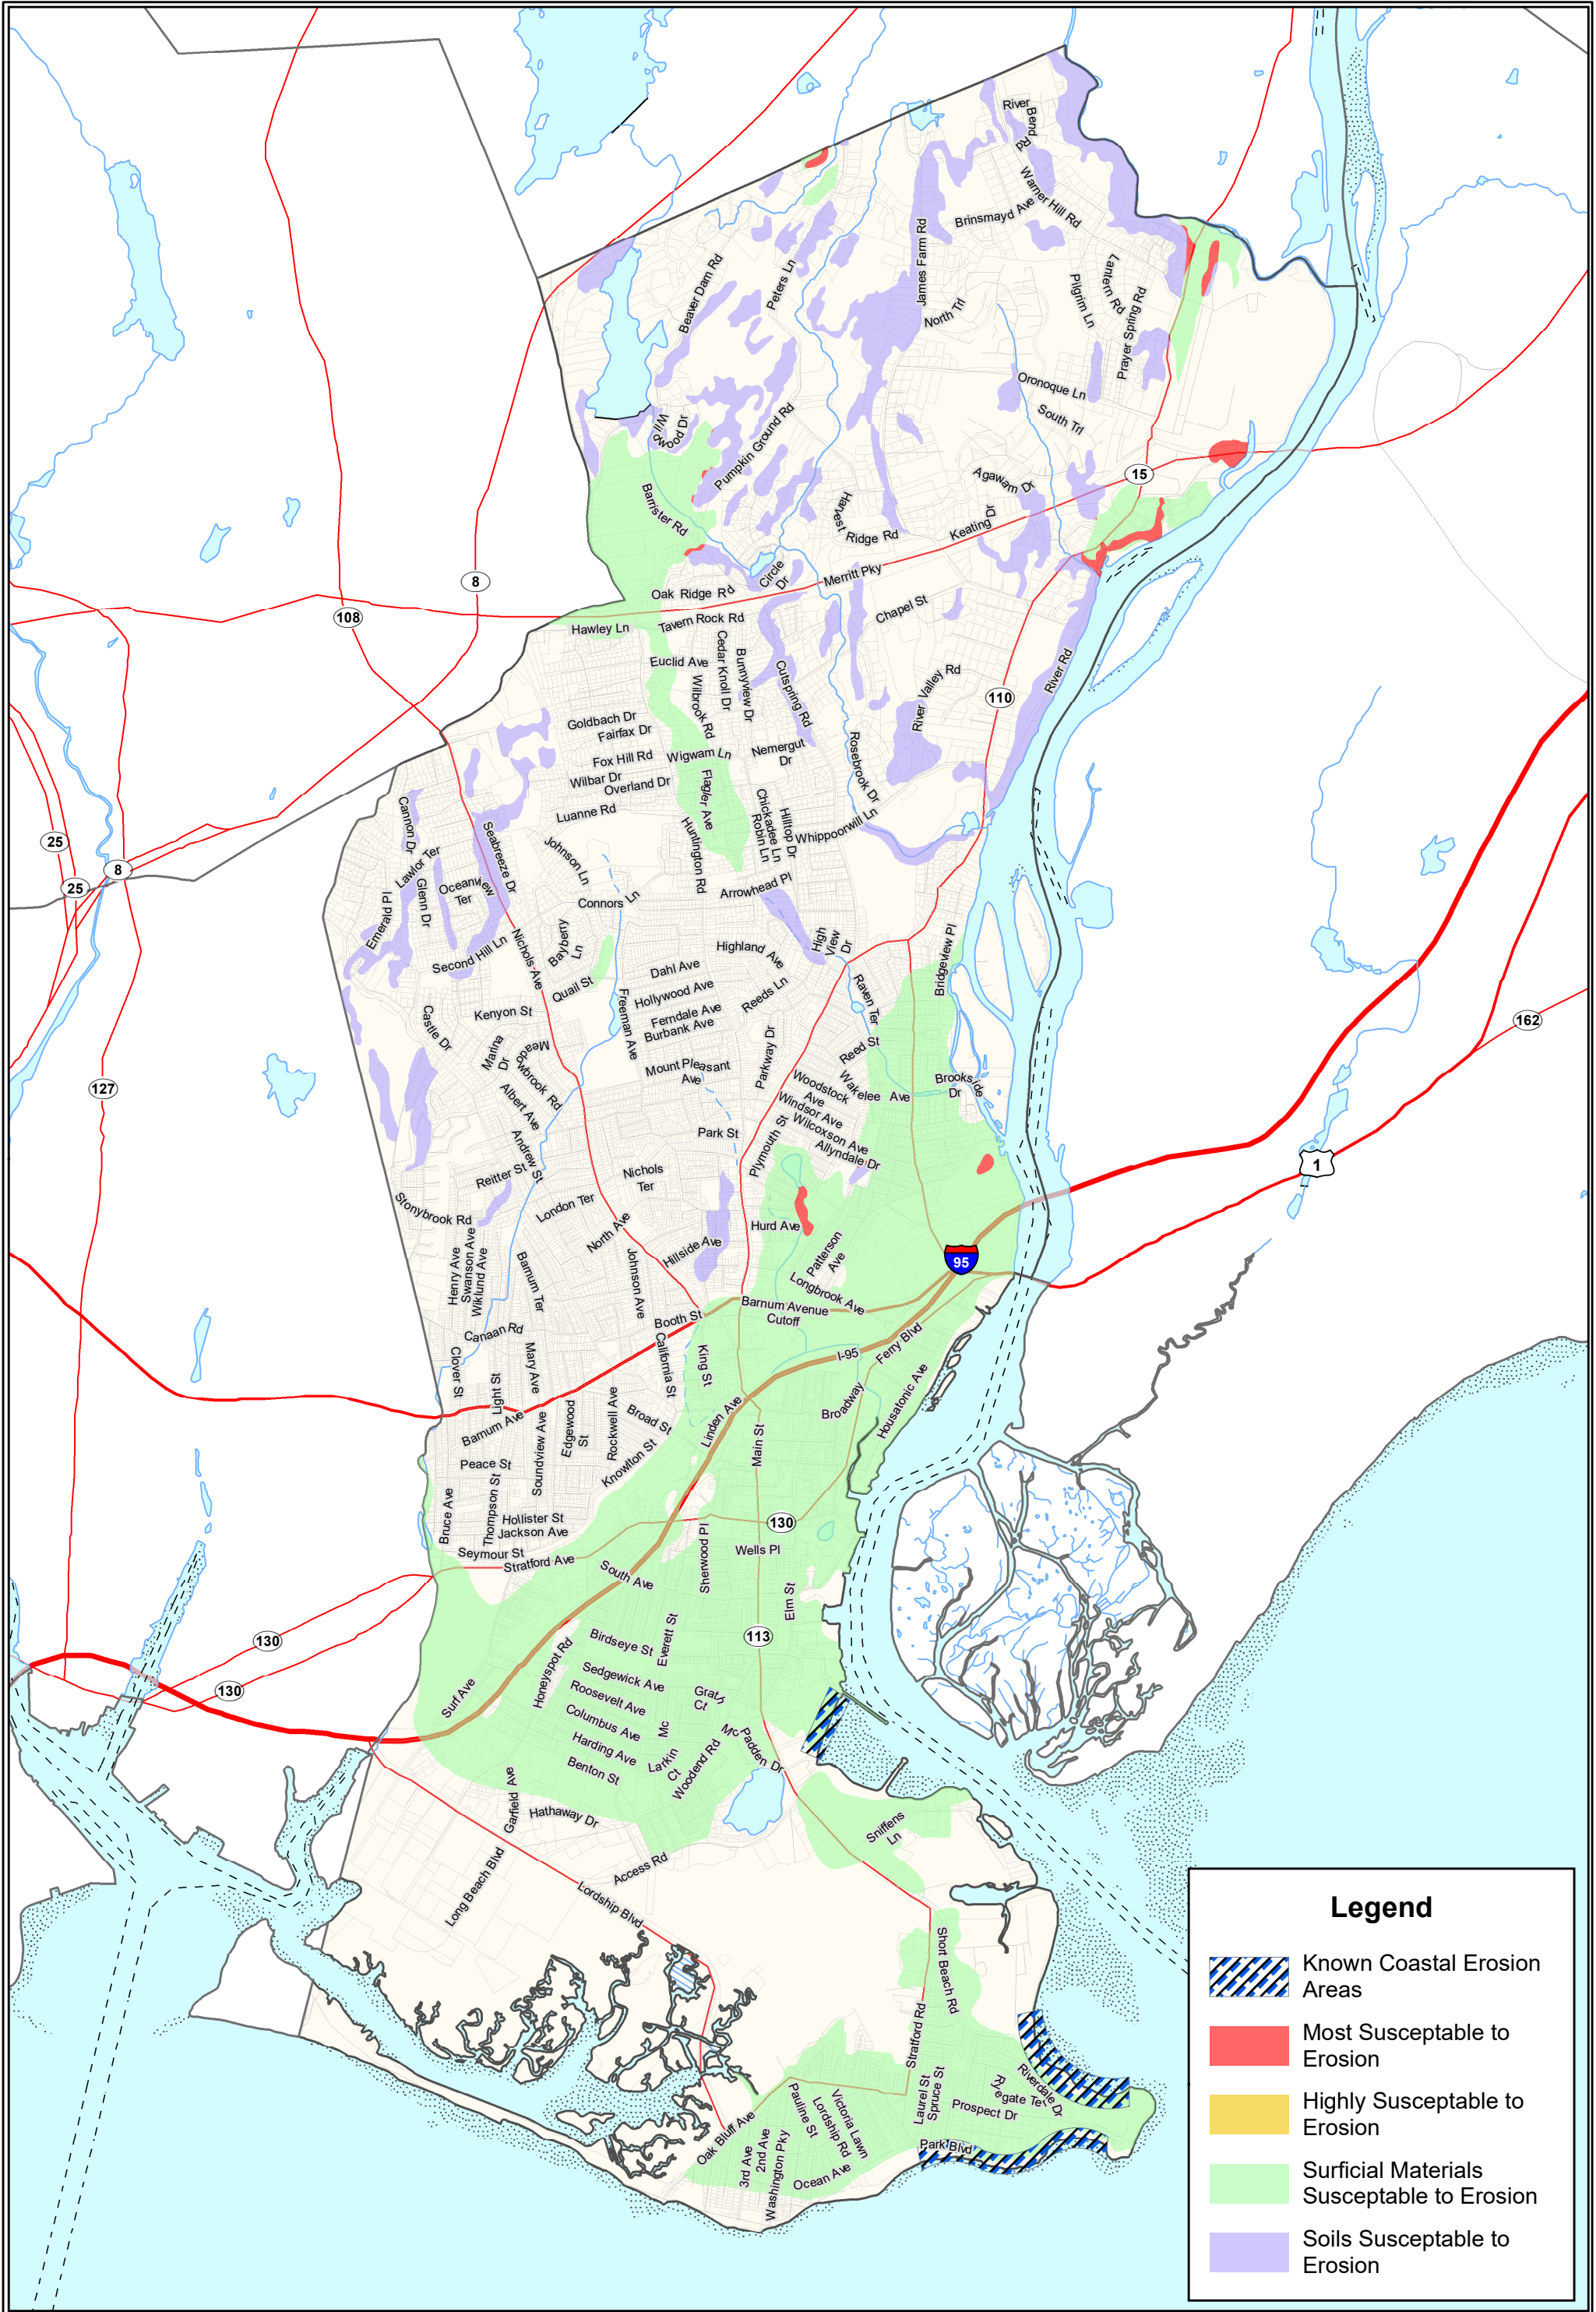 River
Bend
Rd
Warner Hill Rd
Brinsmayd Ave
James Farm Rd
Lantern Rd
Pilgrim Ln
Prayer Spring Rd
Beaver Dam Rd
Peters Ln
North Trl
Oronoque Ln
South Trl
Wildwood Dr
Pumpkin Ground Rd
Barrister Rd
Agawam Dr
15
Harvest Ridge Rd
Keating Dr
8
Circle
Dr
Merritt Pky
Oak Ridge Rd
108
Chapel St
Hawley Ln
Tavern Rock Rd
Euclid Ave
Cedar Knoll Dr
Bunnyview Dr
Cutspring Rd
Wilbrook Rd
River Valley Rd
River Rd
110
Goldbach Dr
Fairfax Dr
Fox Hill Rd
Wigwam Ln
Nemergut
Dr
Rosebrook Dr
Wilbar Dr
Overland Dr
Flagler Ave
Luanne Rd
Chickadee Ln
Robin Ln
Hilltop Dr
Whippoorwill Ln
Cannon Dr
Seabreeze Dr
Johnson Ln
Huntington Rd
25
8
25
Lawlor Ter
Glenn Dr
Oceanview
Ter
Emerald Pl
Connors Ln
Arrowhead Pl
Second Hill Ln
Nichols Ave
Bayberry
Ln
Highland Ave
High
View
Dr
Bridgeview Pl
Dahl Ave
Quail St
Hollywood Ave
Reeds Ln
Raven Ter
Kenyon St
Ferndale Ave
Burbank Ave
Freeman Ave
Castle Dr
Marina
Dr
Meadowbrook Rd
162
Parkway Dr
Reed St
Mount Pleasant
Ave
127
Albert Ave
Woodstock
Ave
Wakelee Ave
Brookside
Dr
Windsor Ave
Wilcoxson Ave
Allyndale Dr
Park St
Plymouth St
Andrew St
1
Reitter St
Nichols
Ter
Stonybrook Rd
London Ter
North Ave
Hurd Ave
Hillside Ave
Patterson
Ave
Henry Ave
Swanson Ave
Wiklund Ave
Barnum Ter
Johnson Ave
95
Longbrook Ave
Barnum Avenue
Cutoff
Booth St
Canaan Rd
California St
King St
I-95
Ferry Blvd
Clover St
Mary Ave
Light St
Broadway
Housatonic Ave
Linden Ave
Barnum Ave
Soundview Ave
Edgewood
St
Rockwell Ave
Broad St
Main St
Knowlton St
Peace St
Bruce Ave
Thompson St
Hollister St
Jackson Ave
130
Seymour St
Stratford Ave
Sherwood Pl
Wells Pl
South Ave
Elm St
130
113
Birdseye St
Everett St
Honeyspot Rd
Sedgewick Ave
130
Surf Ave
Roosevelt Ave
Grath
Ct
Mc
Columbus Ave
Mc
Padden Dr
Harding Ave
Larkin
Ct
Woodend Rd
Benton St
Garfield Ave
Hathaway Dr
Sniffens
Ln
Access Rd
Long Beach Blvd
Lordship Blvd
Short Beach Rd
Stratford Rd
Laurel St
Spruce St
Ryegate Ter
Riverdale Dr
Prospect Dr
Victoria Lawn
Lordship Rd
Pauline St
Oak Bluff Ave
Park Blvd
3rd Ave
2nd Ave
Washington Pky
Ocean Ave
Legend
Known Coastal Erosion
Areas
Most Susceptable to
Erosion
Highly Susceptable to
Erosion
Surficial Materials
Susceptable to Erosion
Soils Susceptable to
Erosion